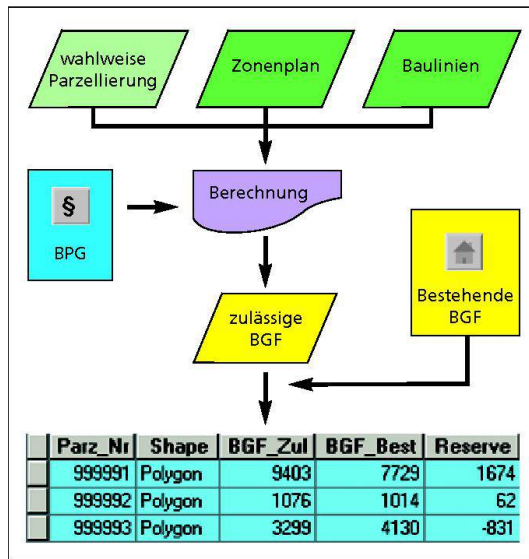 wahlweise
Parzellierung
Zonenplan
Baulinien
§
BPG
Berechnung
Bestehende
BGF
zulässige
BGF
Parz_Nr Shape BGF_Zul BGF_Best Reserve
999991 Polygon 9403 7729 1674
999992 Polygon 1076 1014 62
999993 Polygon 3299 4130 -831